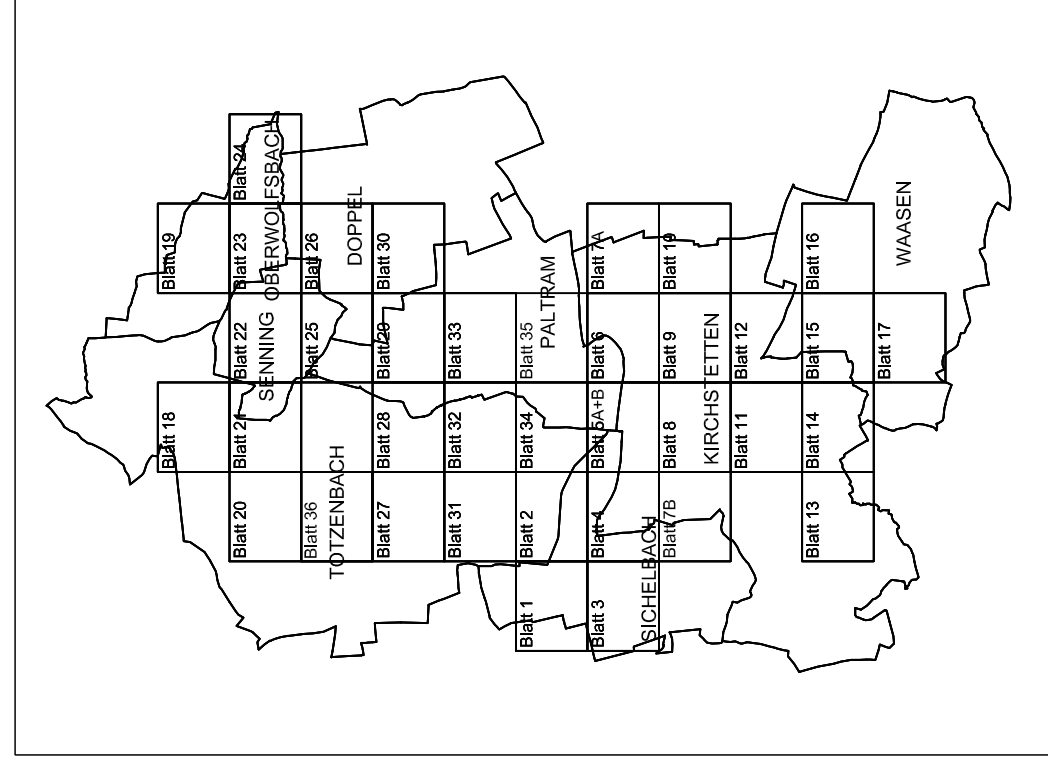 Blatt 18
Blatt 19
Blatt 20
Blatt 21
Blatt 22
Blatt 23
Blatt 24
SENNING
OBERWOLFSBACH
Blatt 36
Blatt 25
Blatt 26
TOTZENBACH
DOPPEL
Blatt 27
Blatt 28
Blatt 29
Blatt 30
Blatt 31
Blatt 32
Blatt 33
Blatt 1
Blatt 2
Blatt 34
Blatt 35
PALTRAM
Blatt 3
Blatt 4
Blatt 5A+B
Blatt 6
Blatt 7A
SICHELBACH
Blatt 7B
Blatt 8
Blatt 9
Blatt 10
KIRCHSTETTEN
Blatt 11
Blatt 12
Blatt 13
Blatt 14
Blatt 15
Blatt 16
Blatt 17
WAASEN